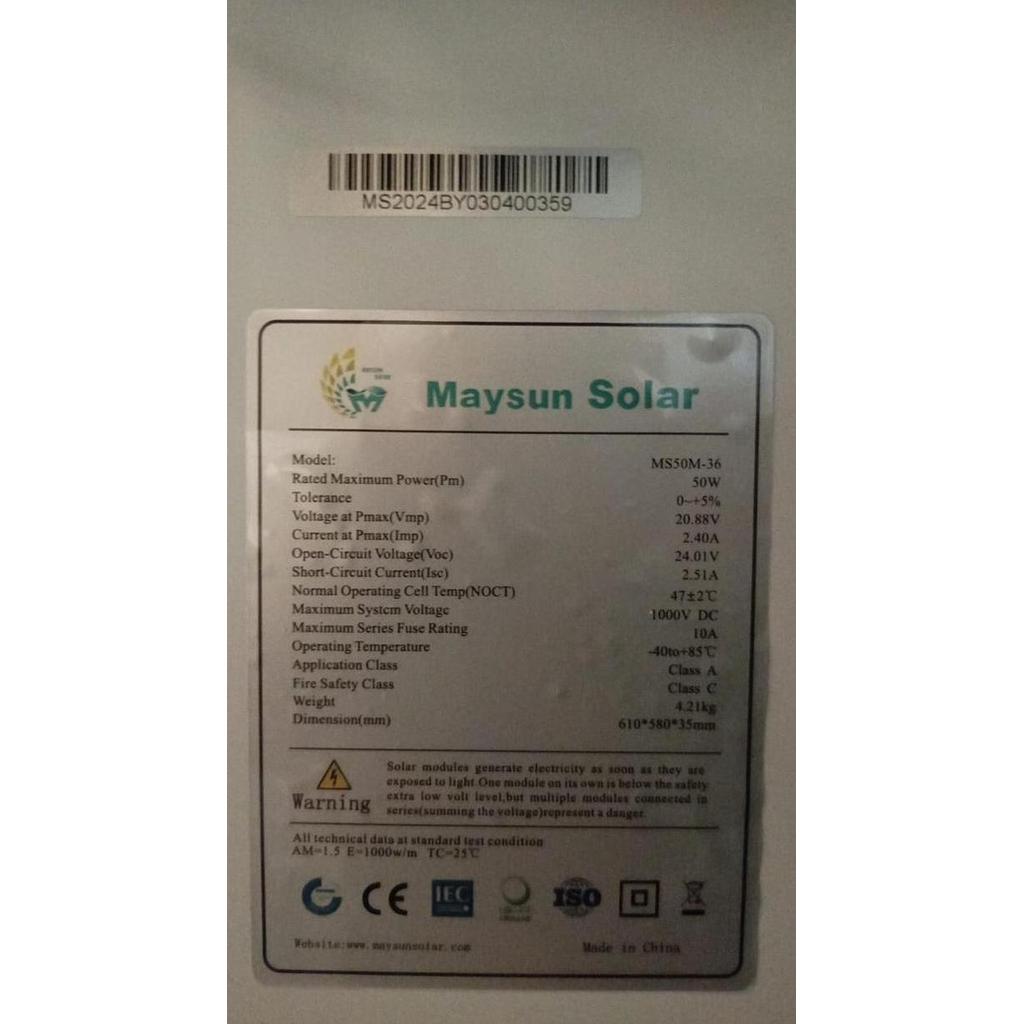 MS2024BY030400359
Maysun Solar
Model: MS50M-36
Rated Maximum Power(Pm) 50W
Tolerance 0~+5%
Voltage at Pmax(Vmp) 20.88V
Current at Pmax(Imp) 2.40A
Open-Circuit Voltage(Voc) 24.01V
Short-Circuit Current(Isc) 2.51A
Normal Operating Cell Temp(NOCT) 47±2℃
Maximum System Voltage 1000V DC
Maximum Series Fuse Rating 10A
Operating Temperature -40to+85℃
Application Class Class A
Fire Safety Class Class C
Weight 4.21kg
Dimension(mm) 610*580*35mm
Warning
Solar modules generate electricity as soon as they are
exposed to light.One module on its own is below the safety
extra low volt level,but multiple modules connected in
series(summing the voltage)represent a danger.
All technical data at standard test condition
AM=1.5 E=1000w/m TC=25℃
CE IEC ISO
Website:www.maysunsolar.com Made in China